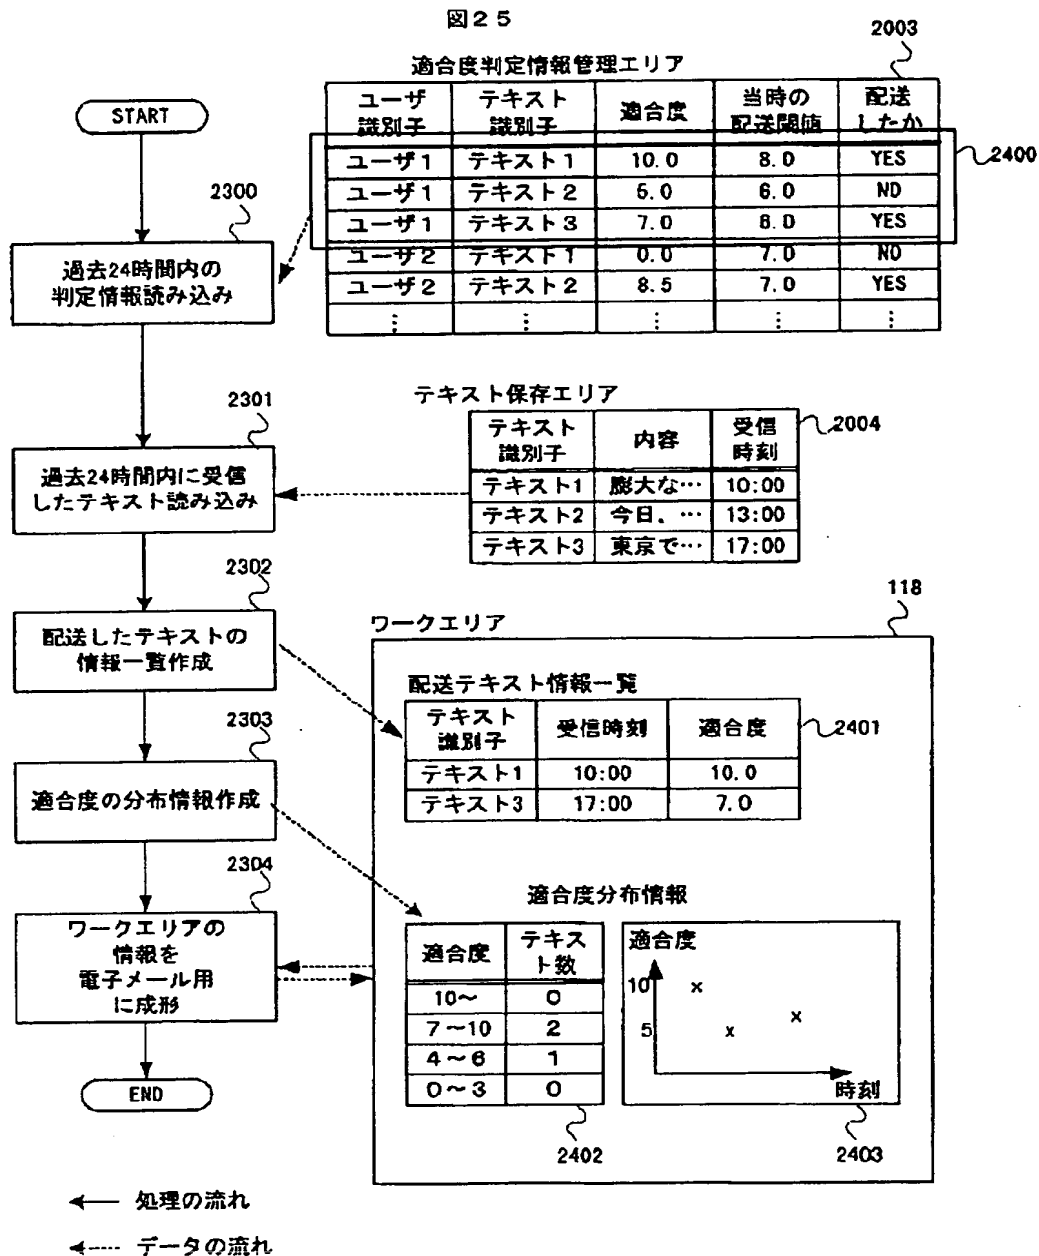 図25
2003
適合度判定情報管理エリア
START
ユーザ
識別子
テキスト
識別子
適合度
当時の
配送閾値
配送
したか
2400
ユーザ1 テキスト1 10.0 8.0 YES
ユーザ1 テキスト2 5.0 6.0 NO
ユーザ1 テキスト3 7.0 6.0 YES
ユーザ2 テキスト1 0.0 7.0 NO
ユーザ2 テキスト2 8.5 7.0 YES
⋮ ⋮ ⋮ ⋮ ⋮
2300
過去24時間内の
判定情報読み込み
テキスト保存エリア
2004
テキスト
識別子
内容
受信
時刻
テキスト1 膨大な… 10:00
テキスト2 今日、… 13:00
テキスト3 東京で… 17:00
2301
過去24時間内に受信
したテキスト読み込み
2302
配送したテキストの
情報一覧作成
118
ワークエリア
配送テキスト情報一覧
2401
テキスト
識別子
受信時刻
適合度
テキスト1 10:00 10.0
テキスト3 17:00 7.0
2303
適合度の分布情報作成
2304
ワークエリアの
情報を
電子メール用
に成形
適合度分布情報
適合度
テキス
ト数
10〜 0
7〜10 2
4〜6 1
0〜3 0
2402
適合度
10
x
5
x
x
時刻
2403
END
処理の流れ
データの流れ